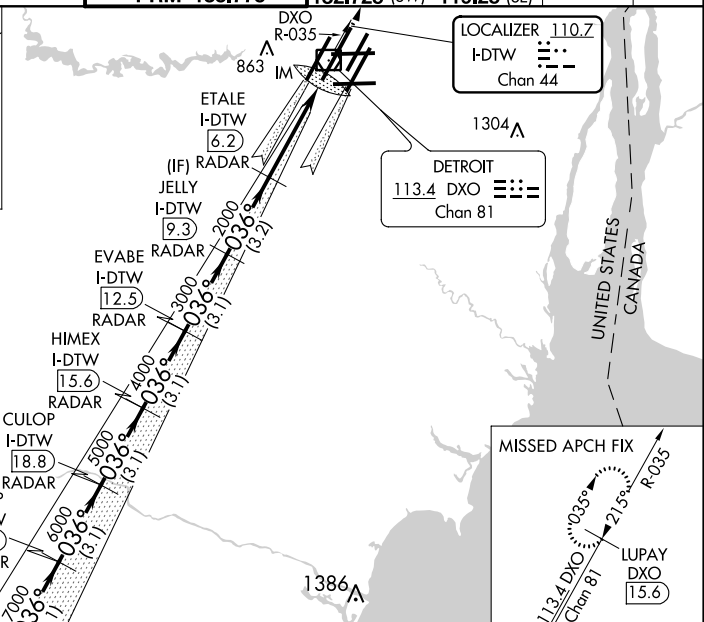 DXO
R-035
LOCALIZER 110.7
I-DTW
Chan 44
863
IM
ETALE
I-DTW
6.2
RADAR
1304
DETROIT
113.4 DXO
Chan 81
(IF)
JELLY
I-DTW
9.3
RADAR
2000
036°
(3.2)
EVABE
I-DTW
12.5
RADAR
3000
036°
(3.1)
HIMEX
I-DTW
15.6
RADAR
4000
036°
(3.1)
CULOP
I-DTW
18.8
RADAR
5000
036°
(3.1)
6000
036°
(3.1)
7000
036°
UNITED STATES
CANADA
1386
MISSED APCH FIX
035°
215°
R-035
LUPAY
DXO
15.6
113.4 DXO
Chan 81